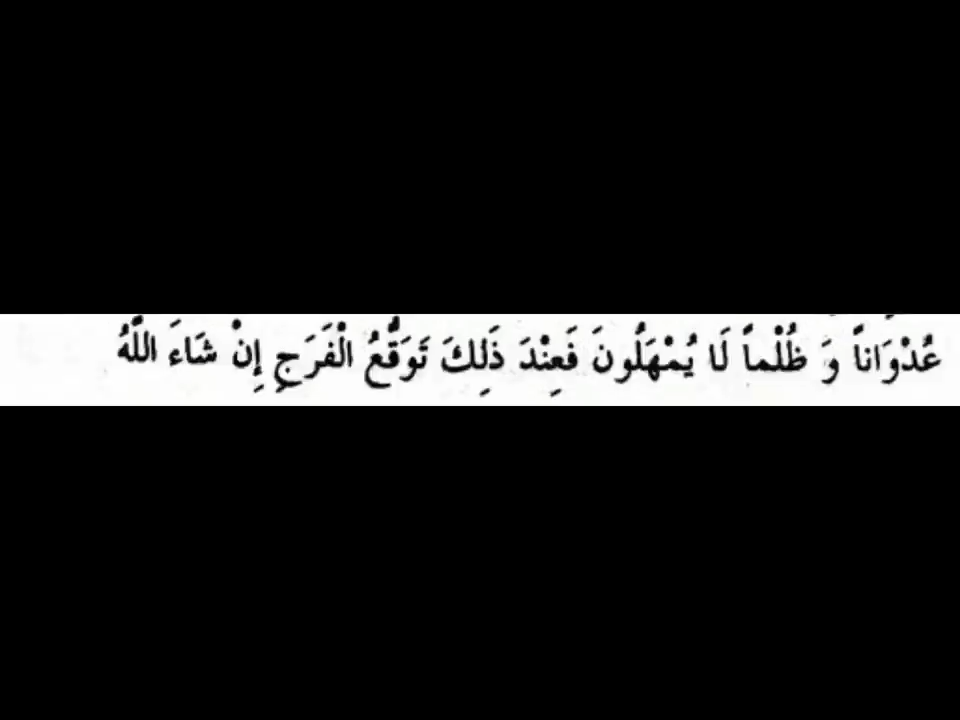 عُدْوَاناً وَ ظُلْماً لَا يُمْهَلُونَ فَعِنْدَ ذَلِكَ تَوَقَّعُ الْفَرَجِ إِنْ شَاءَ اللَّهُ